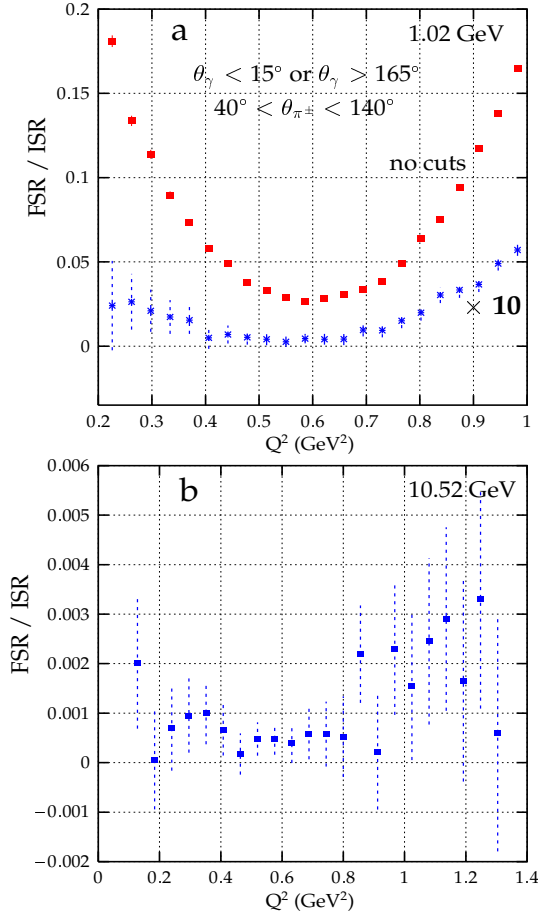 a
1.02 GeV
θγ < 15° or θγ > 165°
40° < θπ± < 140°
no cuts
× 10
FSR / ISR
0.2
0.15
0.1
0.05
0
0.2 0.3 0.4 0.5 0.6 0.7 0.8 0.9 1
Q² (GeV²)
b
10.52 GeV
FSR / ISR
0.006
0.005
0.004
0.003
0.002
0.001
0
−0.001
−0.002
0 0.2 0.4 0.6 0.8 1 1.2 1.4
Q² (GeV²)